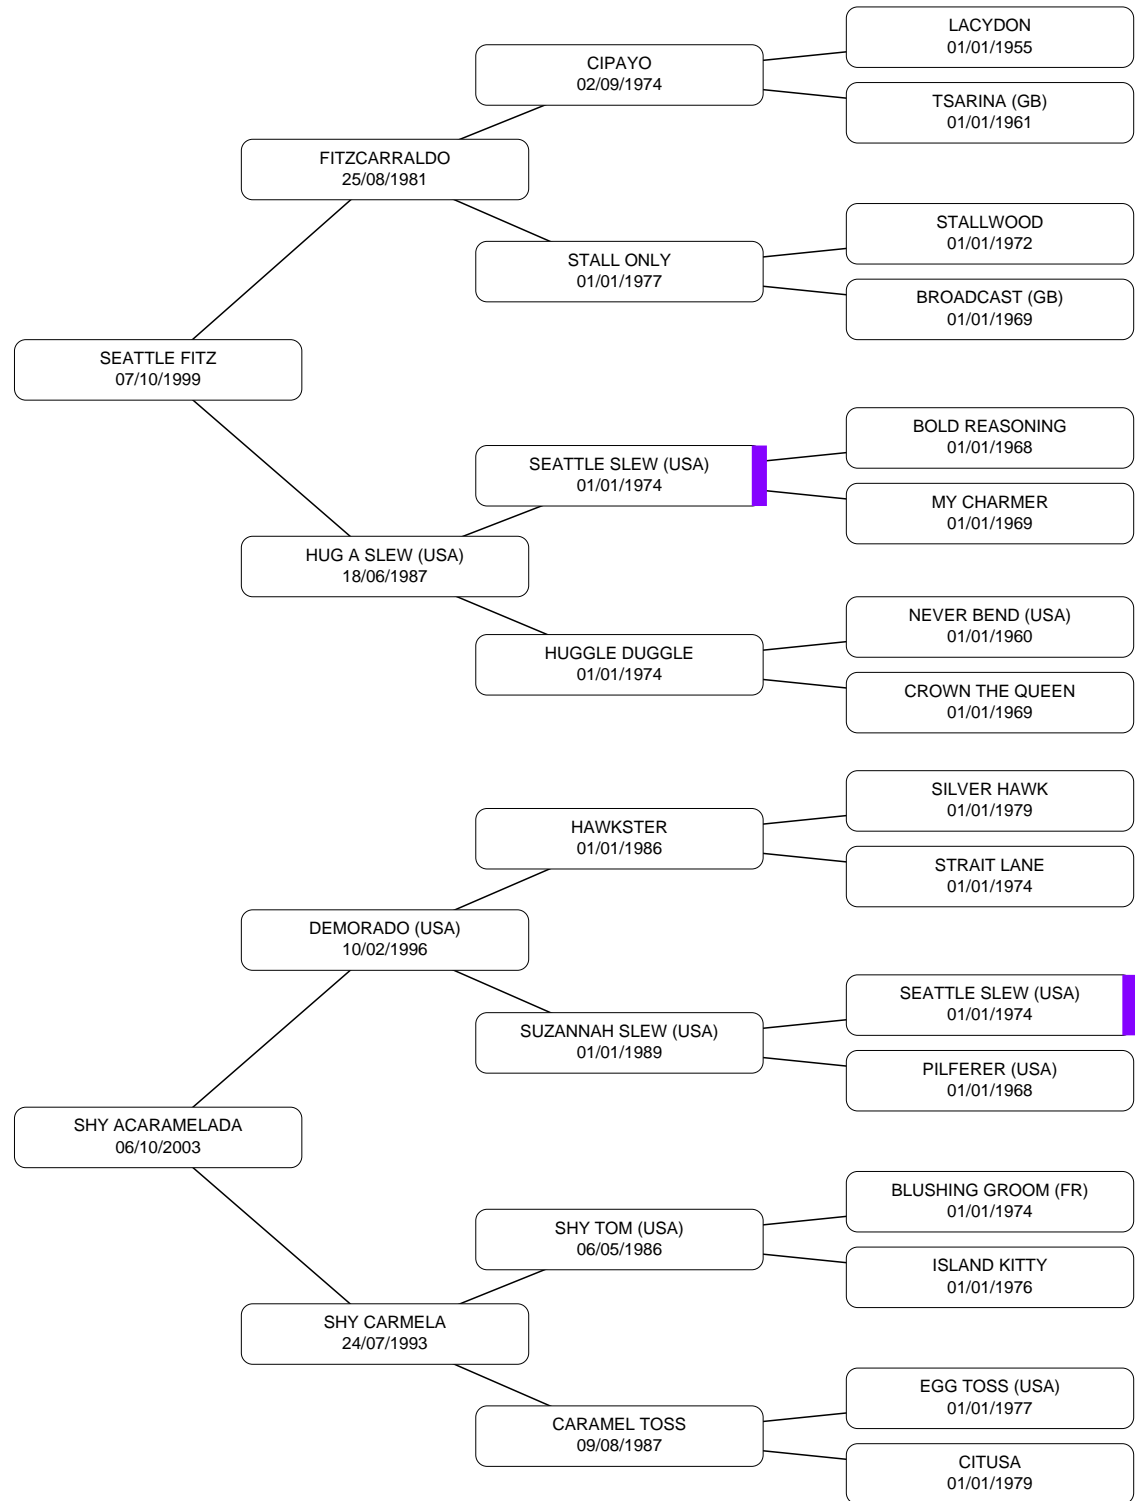 LACYDON
01/01/1955
CIPAYO
02/09/1974
TSARINA (GB)
01/01/1961
FITZCARRALDO
25/08/1981
STALLWOOD
01/01/1972
STALL ONLY
01/01/1977
BROADCAST (GB)
01/01/1969
SEATTLE FITZ
07/10/1999
BOLD REASONING
01/01/1968
SEATTLE SLEW (USA)
01/01/1974
MY CHARMER
01/01/1969
HUG A SLEW (USA)
18/06/1987
NEVER BEND (USA)
01/01/1960
HUGGLE DUGGLE
01/01/1974
CROWN THE QUEEN
01/01/1969
SILVER HAWK
01/01/1979
HAWKSTER
01/01/1986
STRAIT LANE
01/01/1974
DEMORADO (USA)
10/02/1996
SEATTLE SLEW (USA)
01/01/1974
SUZANNAH SLEW (USA)
01/01/1989
PILFERER (USA)
01/01/1968
SHY ACARAMELADA
06/10/2003
BLUSHING GROOM (FR)
01/01/1974
SHY TOM (USA)
06/05/1986
ISLAND KITTY
01/01/1976
SHY CARMELA
24/07/1993
EGG TOSS (USA)
01/01/1977
CARAMEL TOSS
09/08/1987
CITUSA
01/01/1979